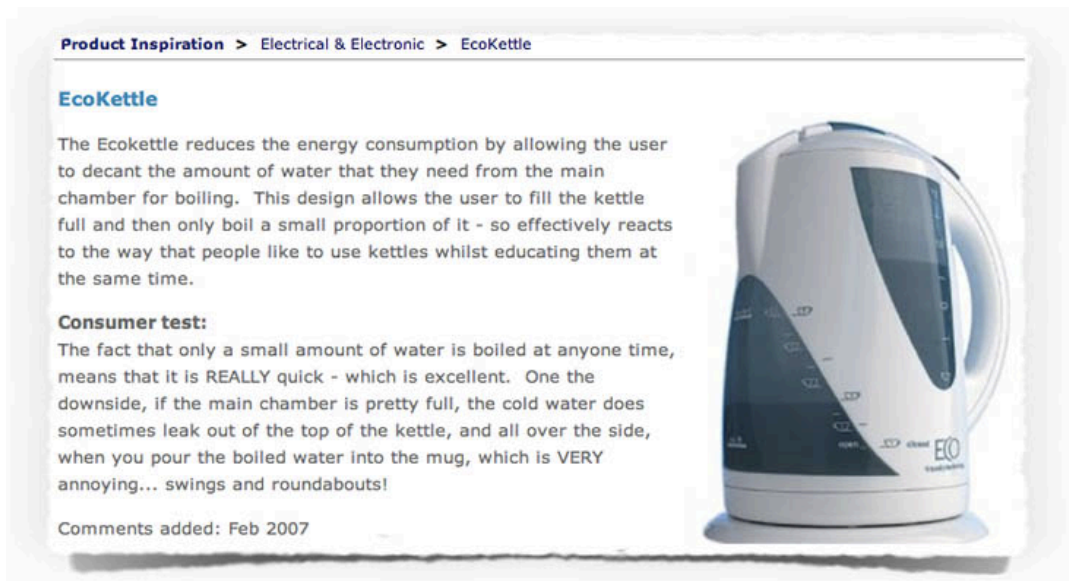 Product Inspiration > Electrical & Electronic > EcoKettle
EcoKettle
The Ecokettle reduces the energy consumption by allowing the user
to decant the amount of water that they need from the main
chamber for boiling. This design allows the user to fill the kettle
full and then only boil a small proportion of it - so effectively reacts
to the way that people like to use kettles whilst educating them at
the same time.
Consumer test:
The fact that only a small amount of water is boiled at anyone time,
means that it is REALLY quick - which is excellent. One the
downside, if the main chamber is pretty full, the cold water does
sometimes leak out of the top of the kettle, and all over the side,
when you pour the boiled water into the mug, which is VERY
annoying... swings and roundabouts!
Comments added: Feb 2007
open
closed
ECO